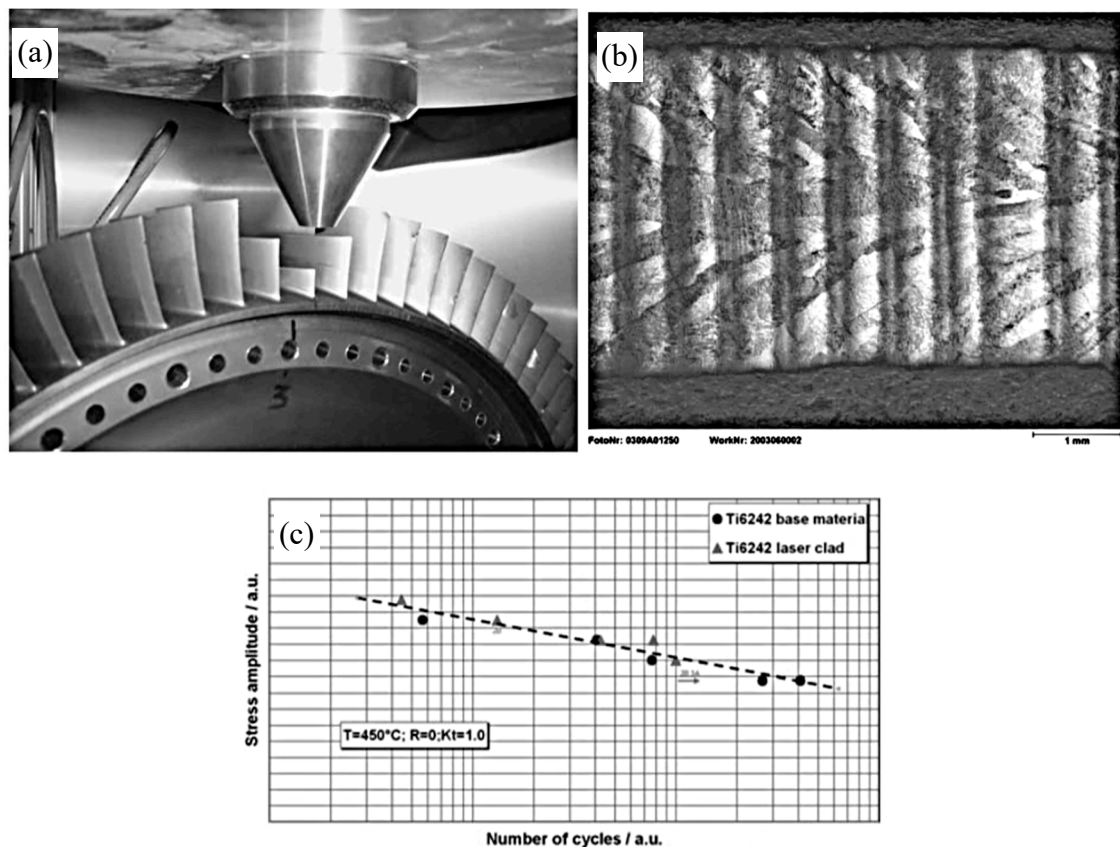 (a)
3
(b)
FotoNr: 0309A01250 WorkNr: 2003060002
1 mm
(c)
Ti6242 base materia
Ti6242 laser clad
T=450°C; R=0;Kt=1.0
Stress amplitude / a.u.
Number of cycles / a.u.